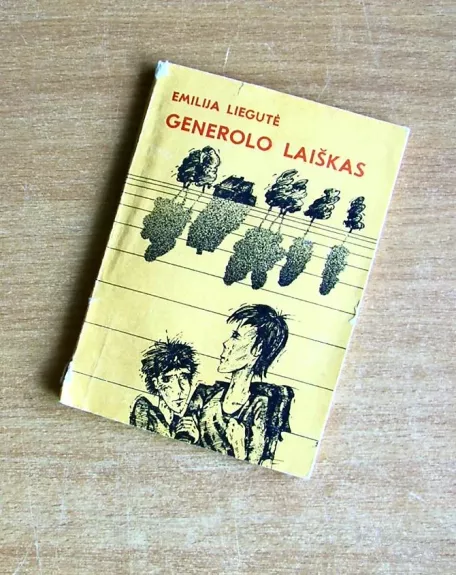 EMILIJA LIEGUTĖ
GENEROLO LAIŠKAS